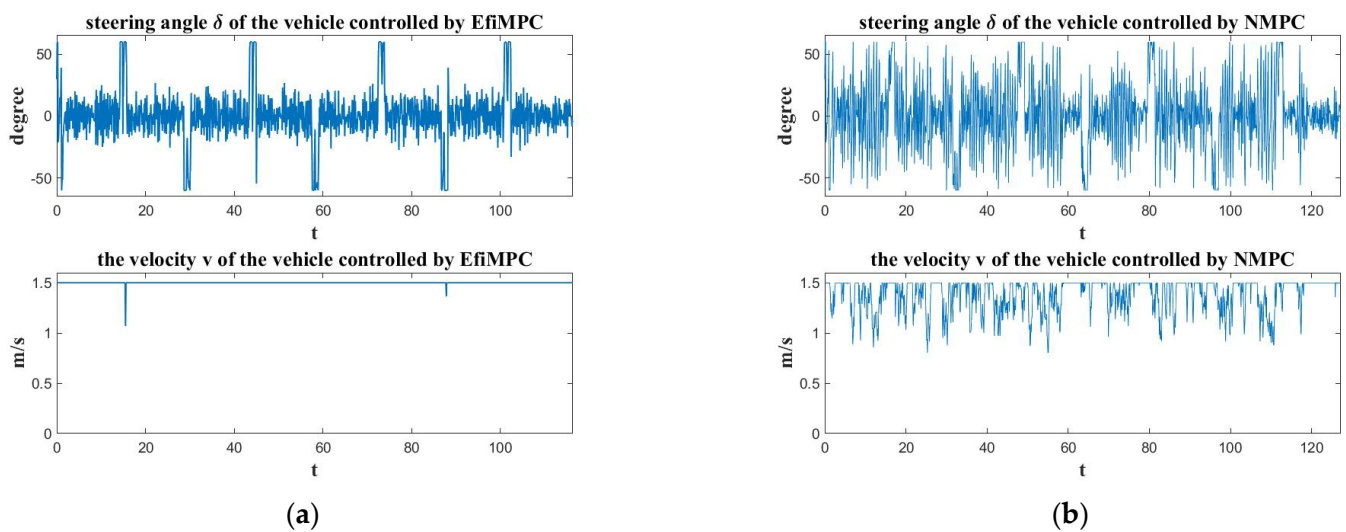 steering angle δ of the vehicle controlled by EfiMPC
50
0
-50
degree
0 20 40 60 80 100
t
the velocity v of the vehicle controlled by EfiMPC
1.5
1
0.5
0
m/s
0 20 40 60 80 100
t
(a)
steering angle δ of the vehicle controlled by NMPC
50
0
-50
degree
0 20 40 60 80 100 120
t
the velocity v of the vehicle controlled by NMPC
1.5
1
0.5
0
m/s
0 20 40 60 80 100 120
t
(b)